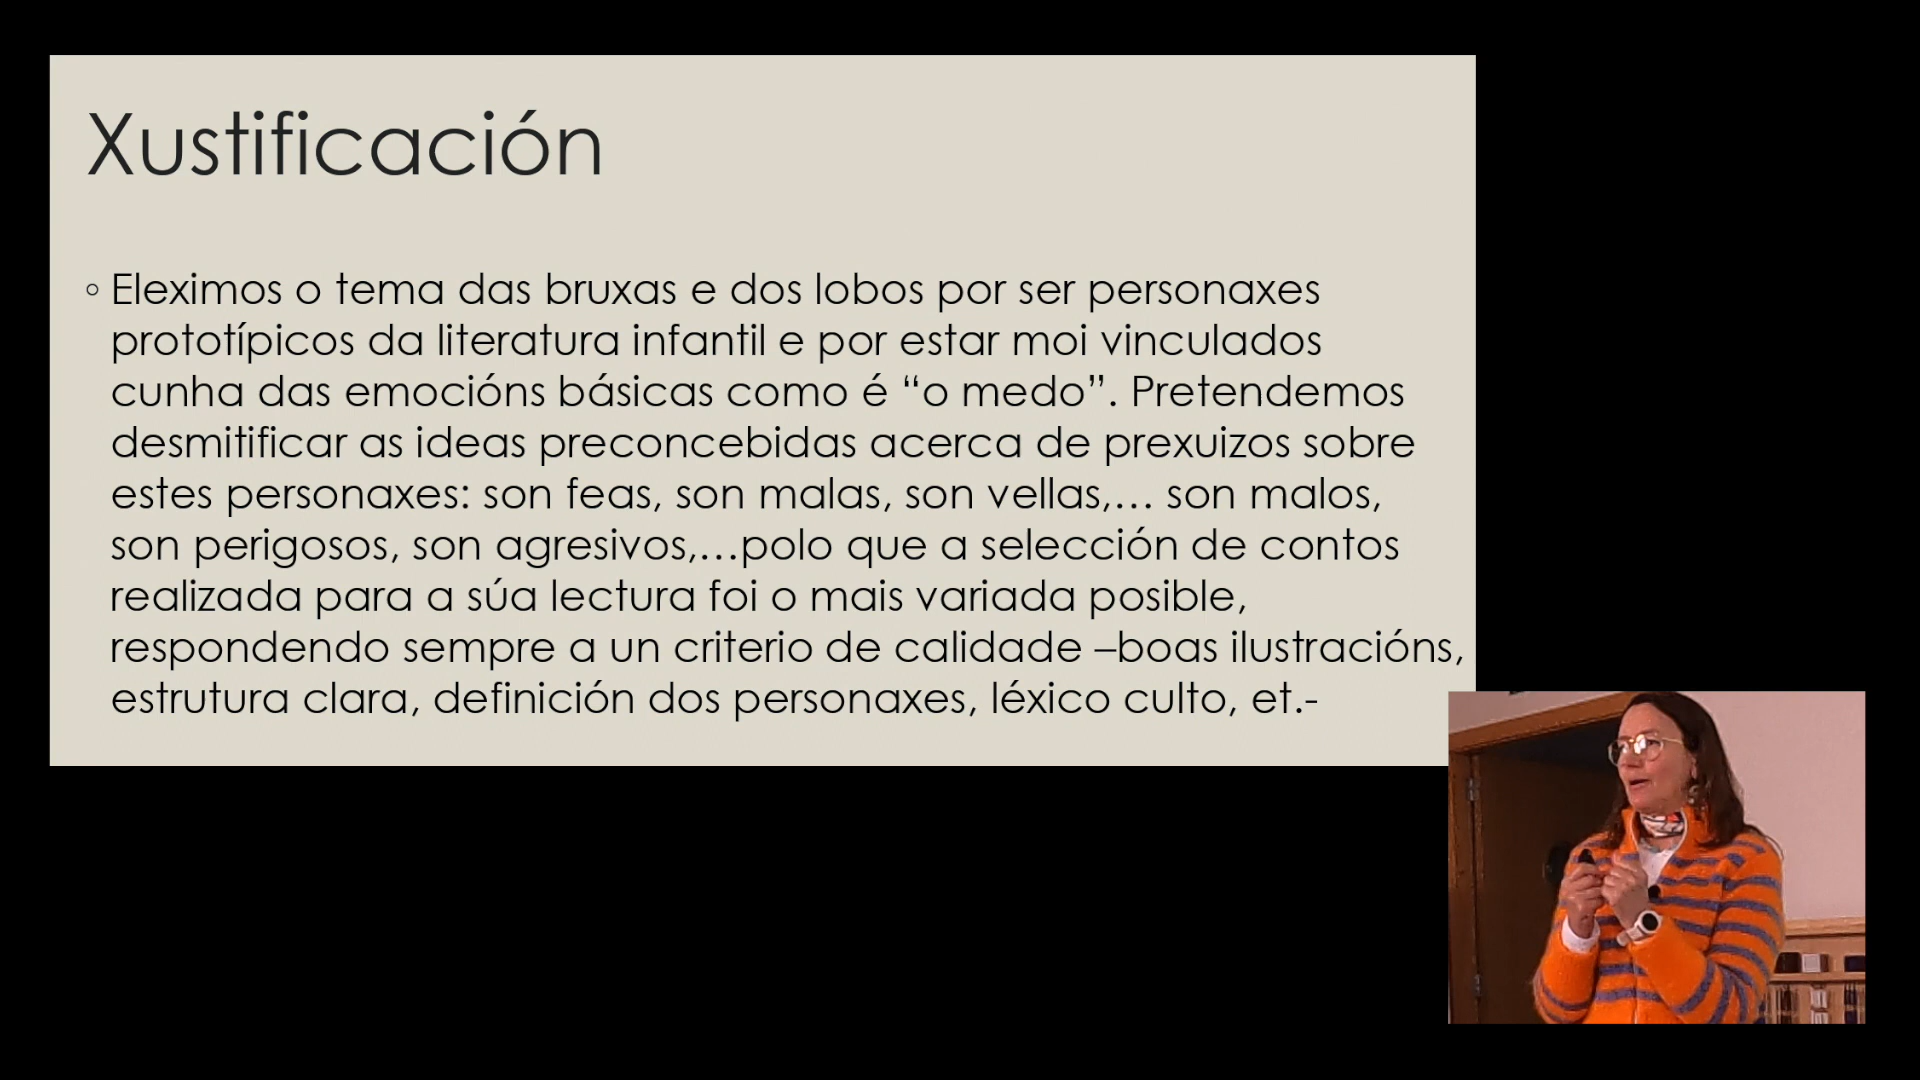 Xustificación
◦ Eleximos o tema das bruxas e dos lobos por ser personaxes
prototípicos da literatura infantil e por estar moi vinculados
cunha das emocións básicas como é “o medo”. Pretendemos
desmitificar as ideas preconcebidas acerca de prexuizos sobre
estes personaxes: son feas, son malas, son vellas,… son malos,
son perigosos, son agresivos,…polo que a selección de contos
realizada para a súa lectura foi o mais variada posible,
respondendo sempre a un criterio de calidade –boas ilustracións,
estrutura clara, definición dos personaxes, léxico culto, et.-